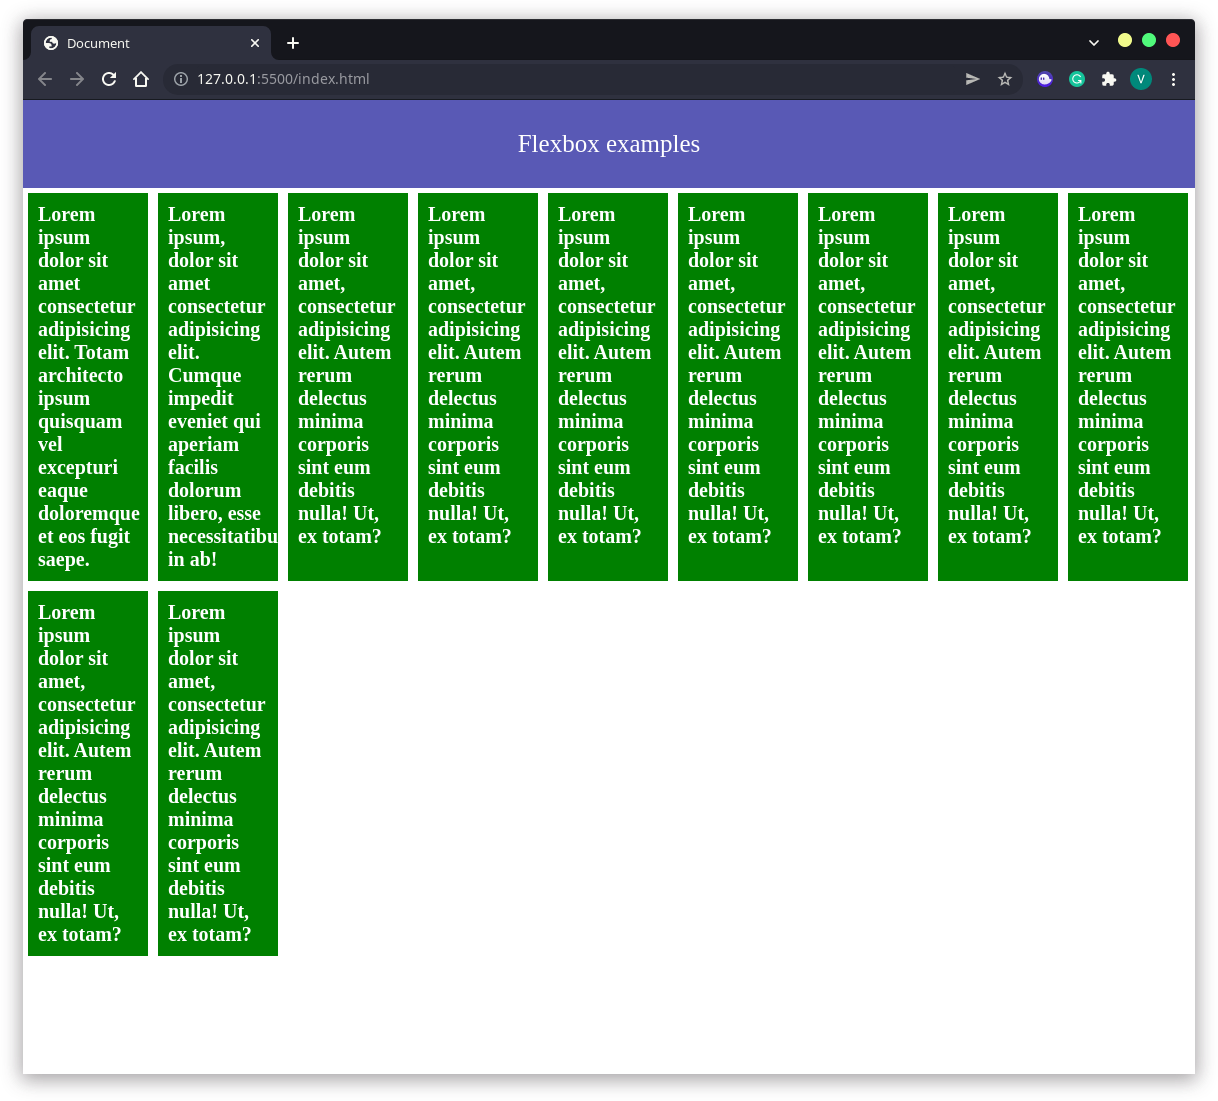 Document
127.0.0.1:5500/index.html
V
Flexbox examples
Lorem
ipsum
dolor sit
amet
consectetur
adipisicing
elit. Totam
architecto
ipsum
quisquam
vel
excepturi
eaque
doloremque
et eos fugit
saepe.
Lorem
ipsum,
dolor sit
amet
consectetur
adipisicing
elit.
Cumque
impedit
eveniet qui
aperiam
facilis
dolorum
libero, esse
necessitatibu
in ab!
Lorem
ipsum
dolor sit
amet,
consectetur
adipisicing
elit. Autem
rerum
delectus
minima
corporis
sint eum
debitis
nulla! Ut,
ex totam?
Lorem
ipsum
dolor sit
amet,
consectetur
adipisicing
elit. Autem
rerum
delectus
minima
corporis
sint eum
debitis
nulla! Ut,
ex totam?
Lorem
ipsum
dolor sit
amet,
consectetur
adipisicing
elit. Autem
rerum
delectus
minima
corporis
sint eum
debitis
nulla! Ut,
ex totam?
Lorem
ipsum
dolor sit
amet,
consectetur
adipisicing
elit. Autem
rerum
delectus
minima
corporis
sint eum
debitis
nulla! Ut,
ex totam?
Lorem
ipsum
dolor sit
amet,
consectetur
adipisicing
elit. Autem
rerum
delectus
minima
corporis
sint eum
debitis
nulla! Ut,
ex totam?
Lorem
ipsum
dolor sit
amet,
consectetur
adipisicing
elit. Autem
rerum
delectus
minima
corporis
sint eum
debitis
nulla! Ut,
ex totam?
Lorem
ipsum
dolor sit
amet,
consectetur
adipisicing
elit. Autem
rerum
delectus
minima
corporis
sint eum
debitis
nulla! Ut,
ex totam?
Lorem
ipsum
dolor sit
amet,
consectetur
adipisicing
elit. Autem
rerum
delectus
minima
corporis
sint eum
debitis
nulla! Ut,
ex totam?
Lorem
ipsum
dolor sit
amet,
consectetur
adipisicing
elit. Autem
rerum
delectus
minima
corporis
sint eum
debitis
nulla! Ut,
ex totam?